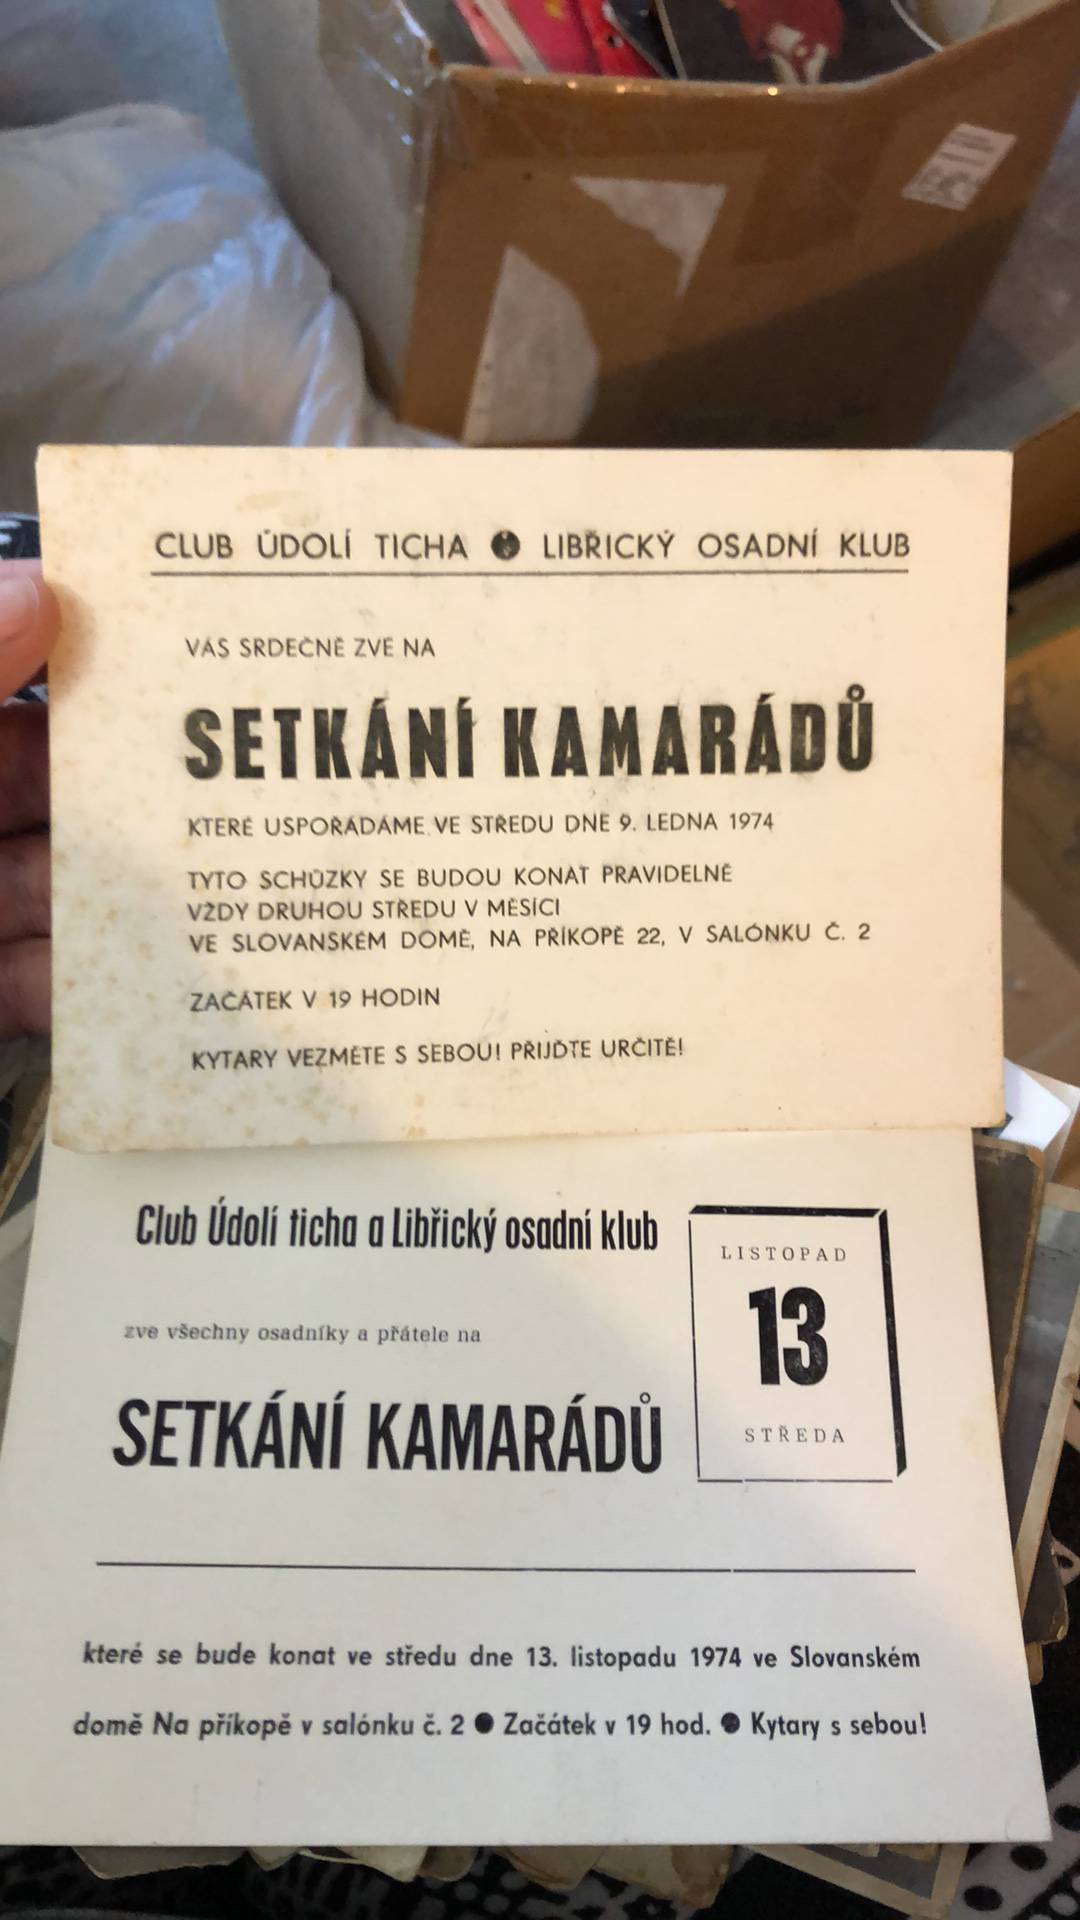 CLUB ÚDOLÍ TICHA ● LIBŘICKÝ OSADNÍ KLUB
VÁS SRDEČNĚ ZVE NA
SETKÁNÍ KAMARÁDŮ
KTERÉ USPOŘÁDÁME VE STŘEDU DNE 9. LEDNA 1974
TYTO SCHŮZKY SE BUDOU KONAT PRAVIDELNĚ
VŽDY DRUHOU STŘEDU V MĚSÍCI
VE SLOVANSKÉM DOMĚ, NA PŘÍKOPĚ 22, V SALÓNKU Č. 2
ZAČÁTEK V 19 HODIN
KYTARY VEZMĚTE S SEBOU! PŘIJĎTE URČITĚ!
Club Údolí ticha a Libřický osadní klub
zve všechny osadníky a přátele na
SETKÁNÍ KAMARÁDŮ
LISTOPAD
13
STŘEDA
které se bude konat ve středu dne 13. listopadu 1974 ve Slovanském
domě Na příkopě v salónku č. 2 ● Začátek v 19 hod. ● Kytary s sebou!